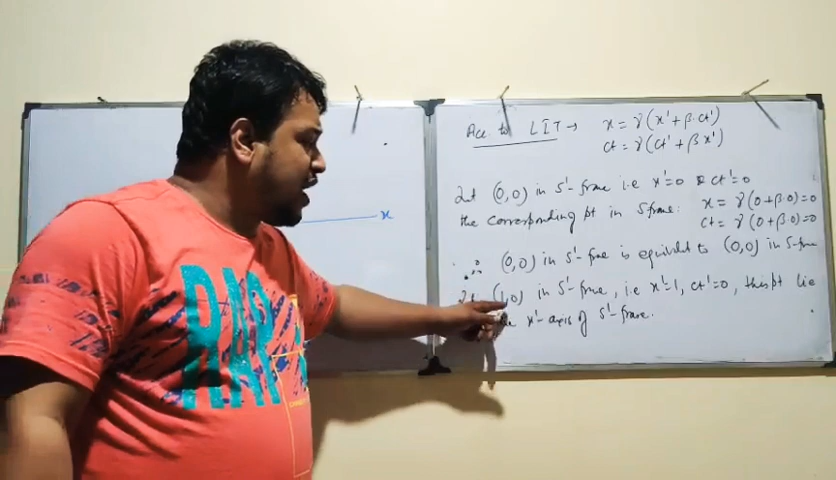 x
Acc to LIT → x = γ(x' + β.ct')
ct = γ(ct' + βx')
Let (0,0) in S'-frame i.e x'=0 & ct'=0
the corresponding pt in S frame: x = γ(0+β.0)=0
ct = γ(0+β.0)=0
∴ (0,0) in S'-frame is equivalent to (0,0) in S-frame
Let (1,0) in S'-frame, i.e x'=1, ct'=0, this pt lie
x'-axis of S'-frame.